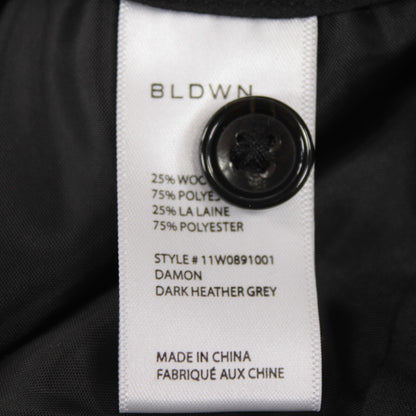 BLDWN
25% WOO
75% POLYES
25% LA LAINE
75% POLYESTER
STYLE # 11W0891001
DAMON
DARK HEATHER GREY
MADE IN CHINA
FABRIQUÉ AUX CHINE